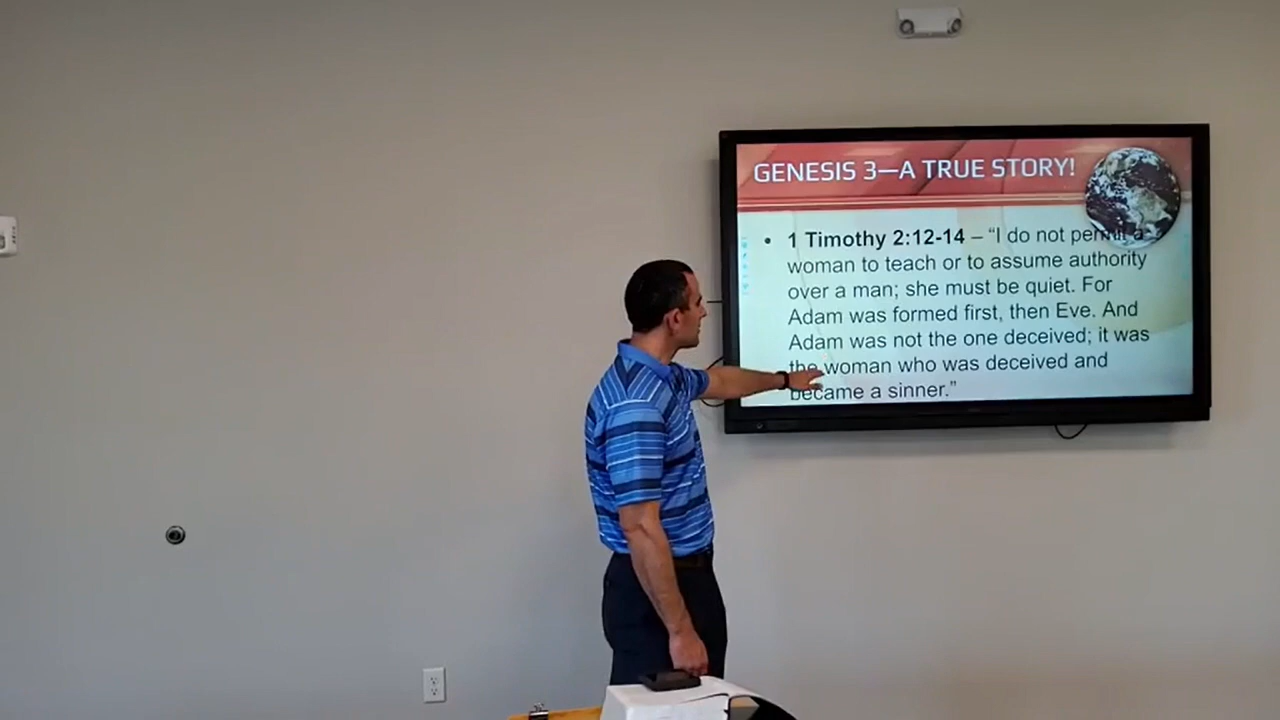 GENESIS 3—A TRUE STORY!
• 1 Timothy 2:12-14 – “I do not permit a
woman to teach or to assume authority
over a man; she must be quiet. For
Adam was formed first, then Eve. And
Adam was not the one deceived; it was
the woman who was deceived and
became a sinner.”